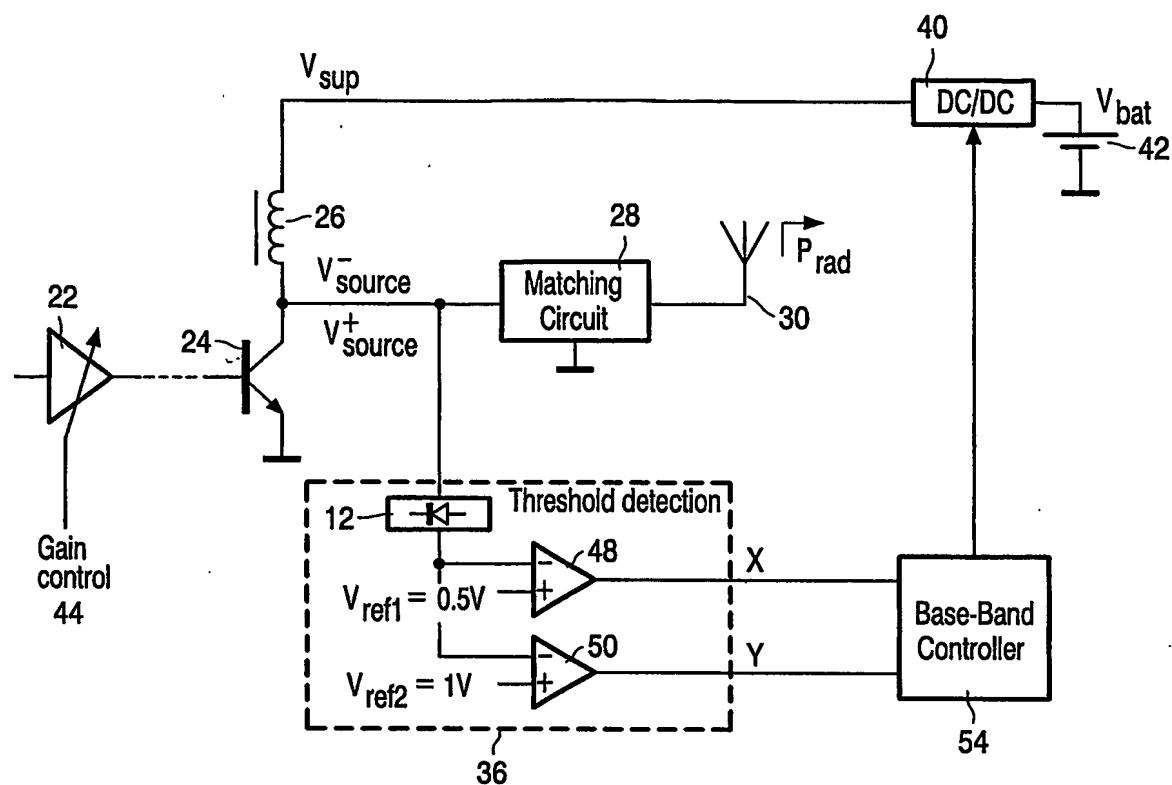 40
V_sup
DC/DC
V_bat
42
26
28
V^-_source
Matching
Circuit
P_rad
30
22
V^+_source
24
Threshold detection
12
Gain
control
44
48
X
V_ref1 = 0.5V
Base-Band
Controller
50
Y
V_ref2 = 1V
54
36